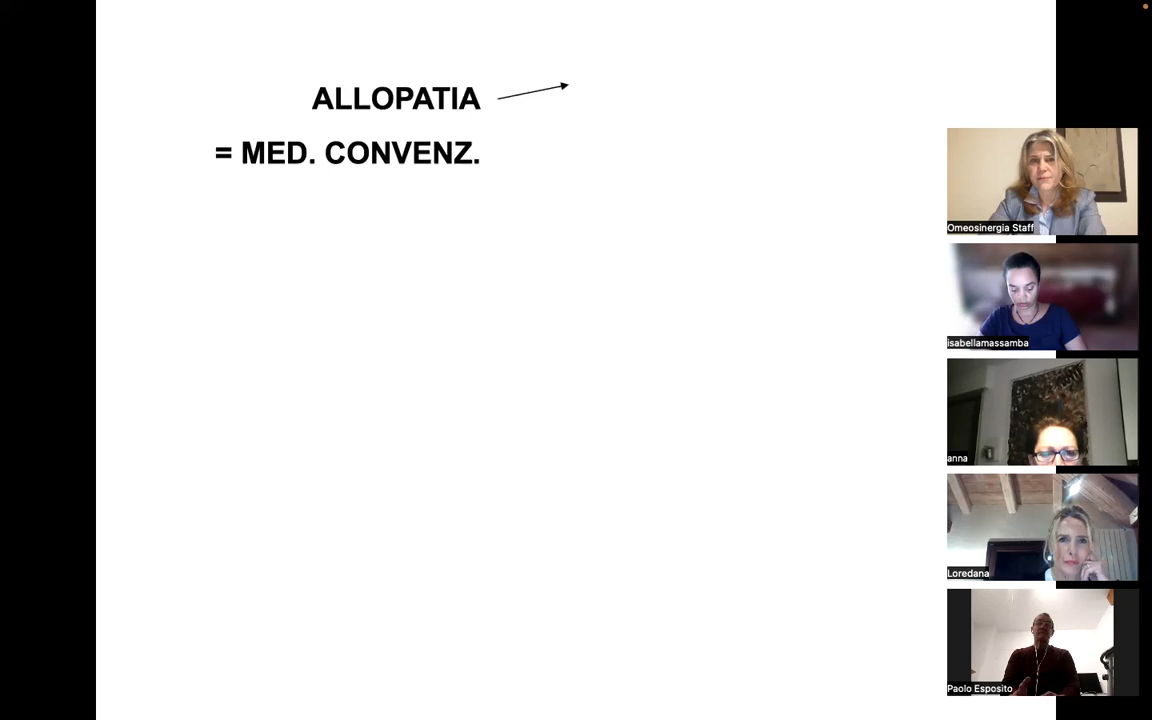 ALLOPATIA
= MED. CONVENZ.
Omeosinergia Staff
isabellamassamba
anna
Loredana
Paolo Esposito